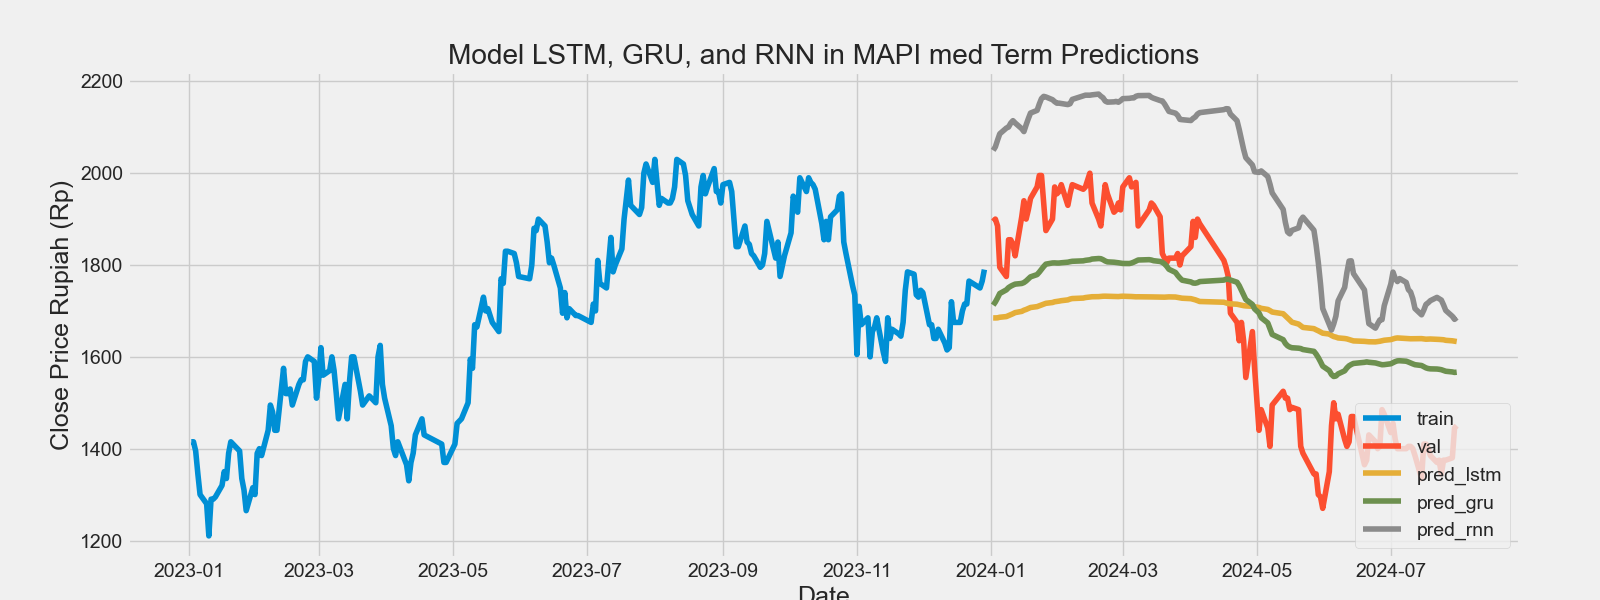 Model LSTM, GRU, and RNN in MAPI med Term Predictions
Close Price Rupiah (Rp)
2200
2000
1800
1600
1400
1200
2023-01 2023-03 2023-05 2023-07 2023-09 2023-11 2024-01 2024-03 2024-05 2024-07
Date
train
val
pred_lstm
pred_gru
pred_rnn